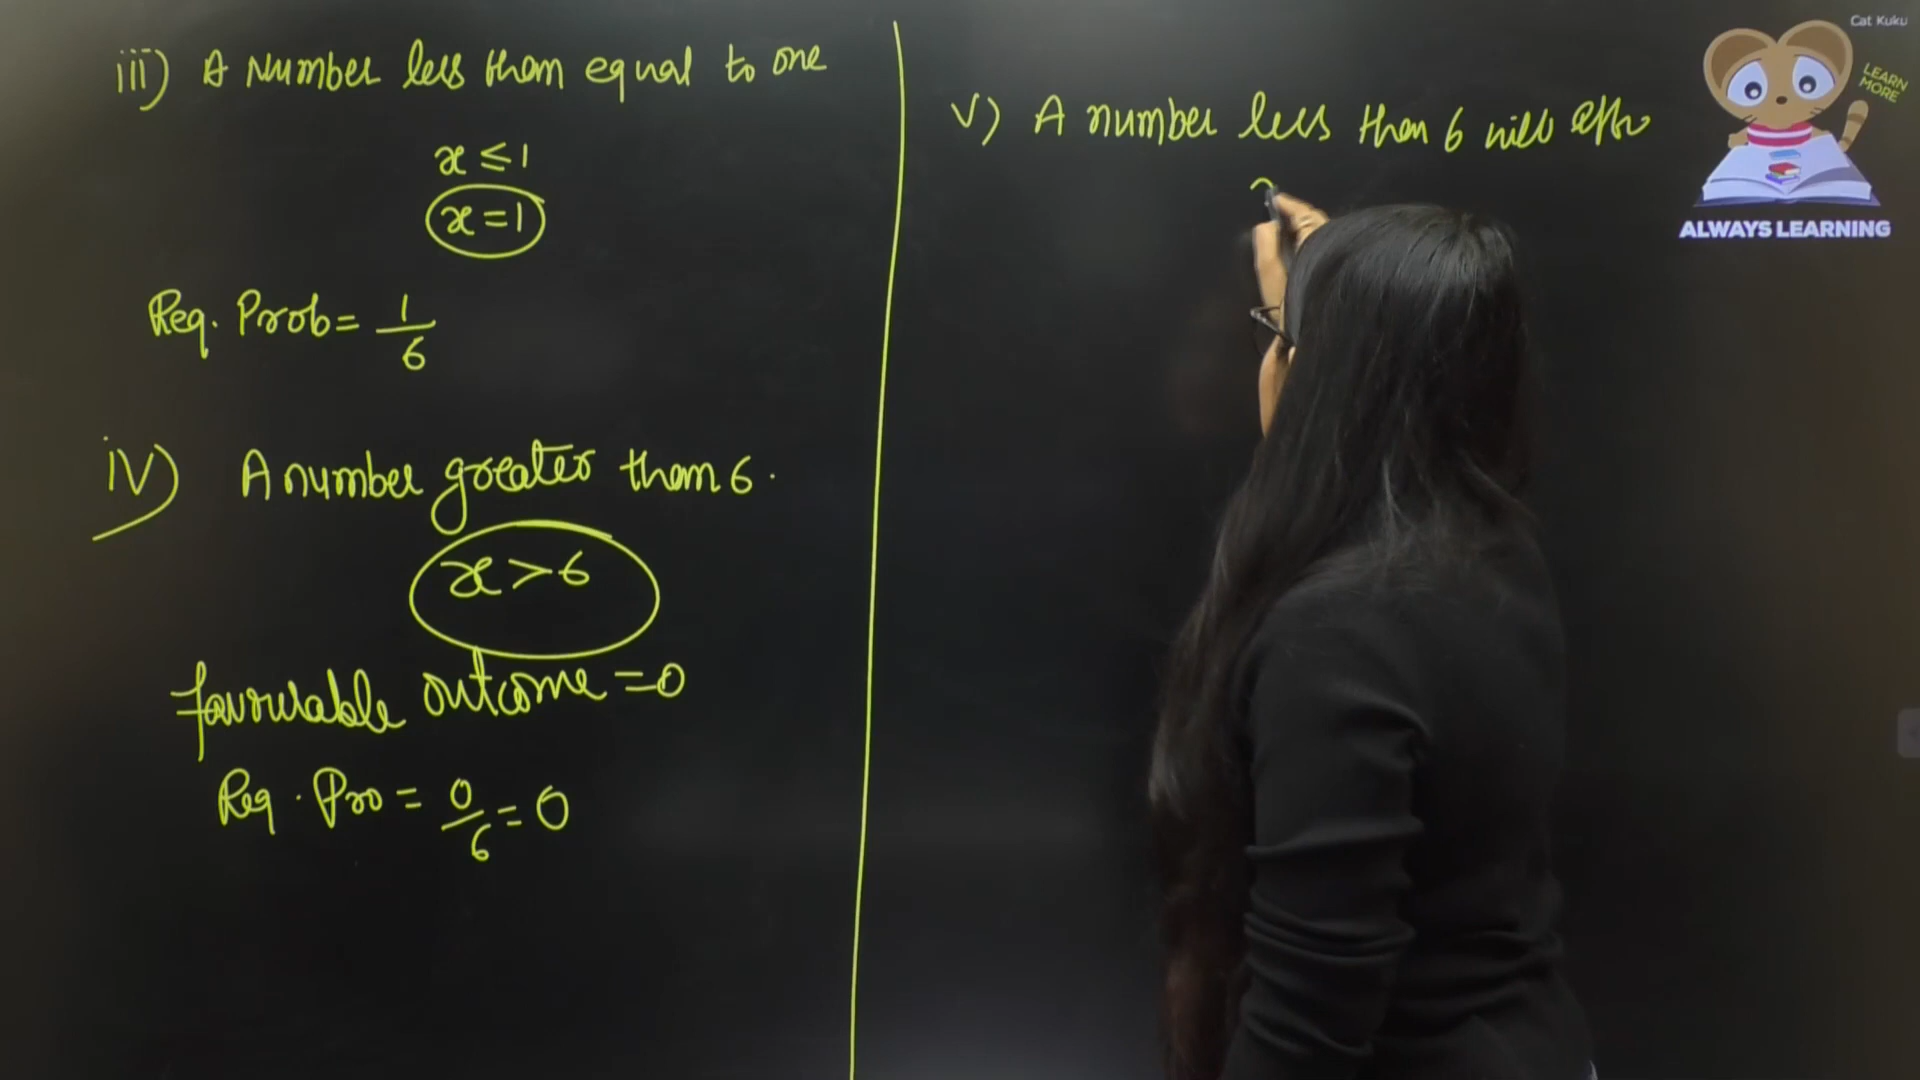 iii) A Number less than equal to one
x ≤ 1
x = 1
Req. Prob = 1/6
iv) A number greater than 6.
x > 6
favourable outcome = 0
Req. Pro = 0/6 = 0
v) A number less than 6 will
Cat Kuku
LEARN
MORE
ALWAYS LEARNING